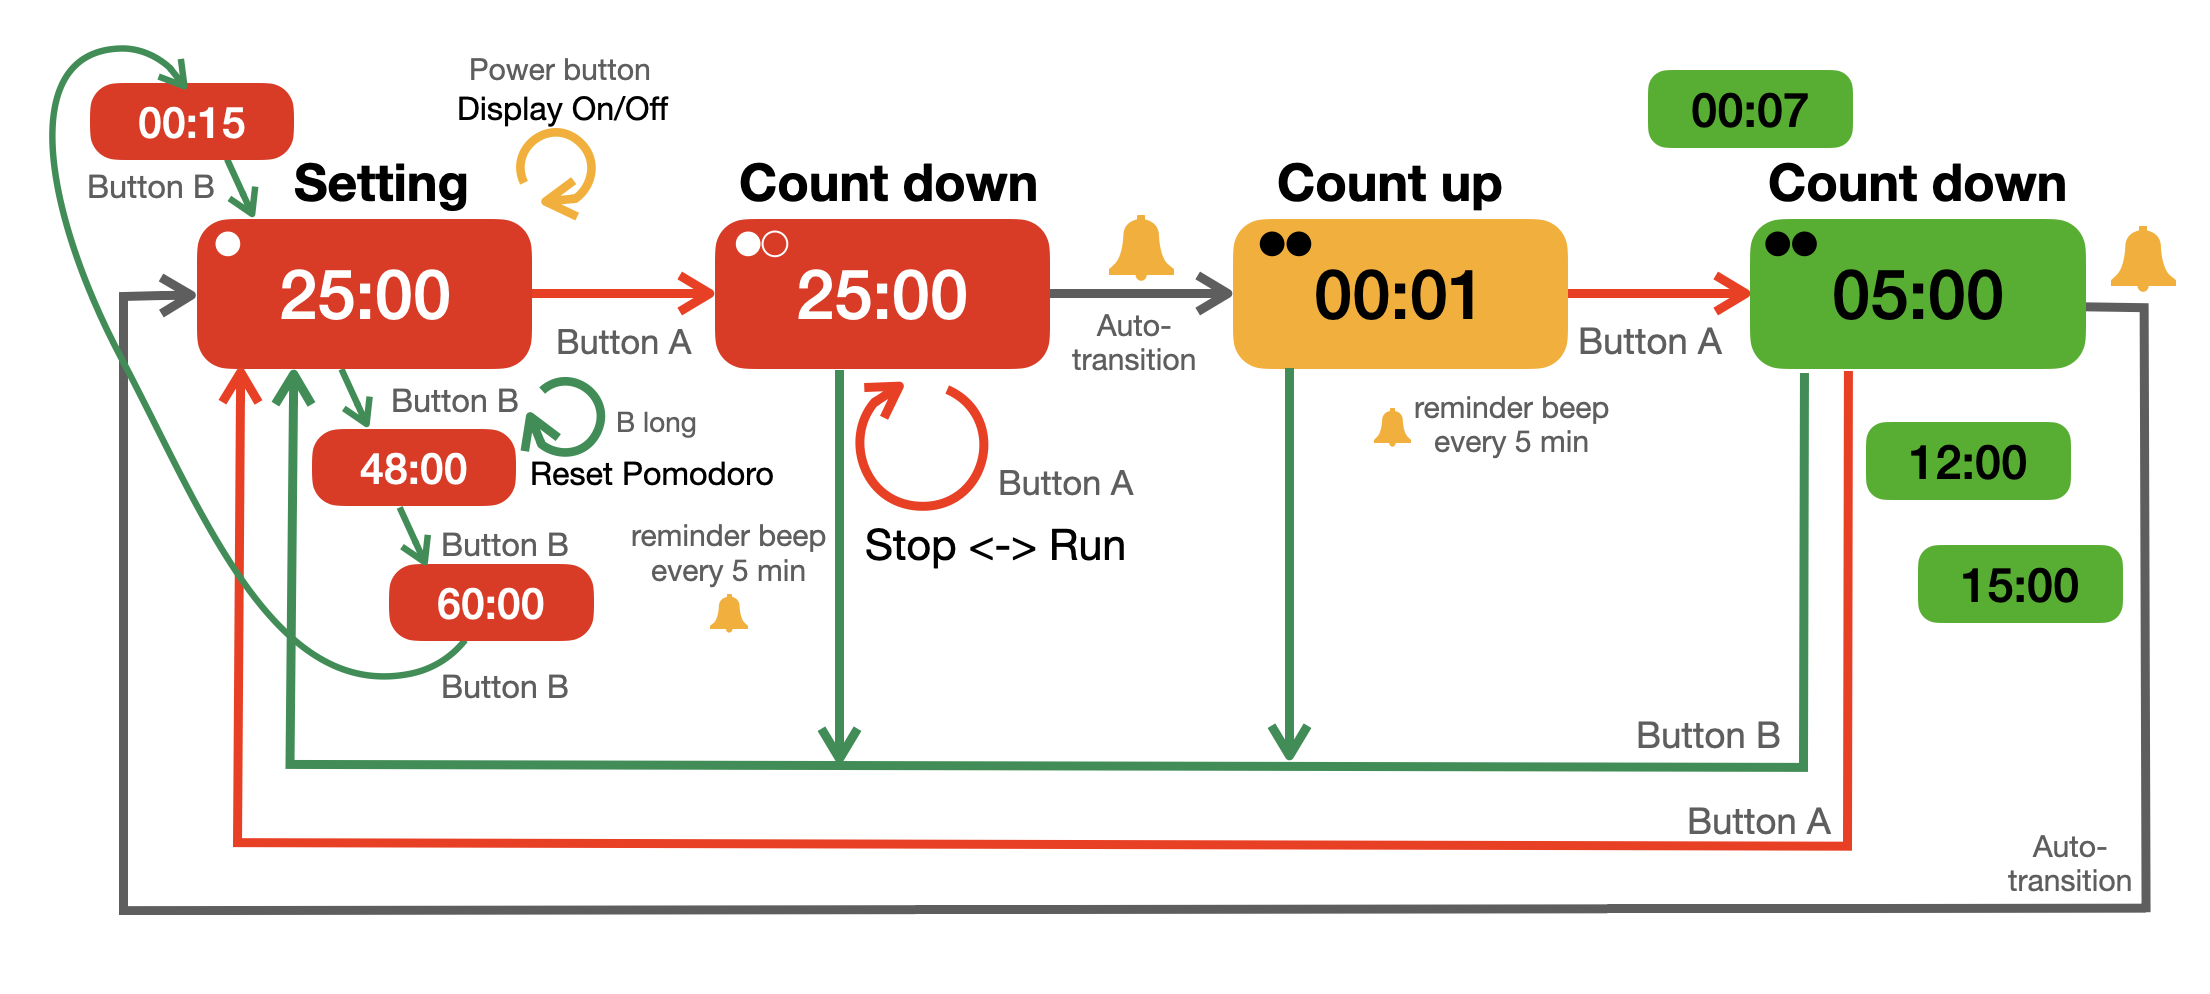 Power button
Display On/Off
00:15
00:07
Button B
Setting
Count down
Count up
Count down
25:00
25:00
00:01
05:00
Button A
Auto-
transition
Button A
Button B
B long
reminder beep
every 5 min
48:00
Reset Pomodoro
Button A
12:00
Button B
reminder beep
every 5 min
Stop <-> Run
60:00
15:00
Button B
Button B
Button A
Auto-
transition